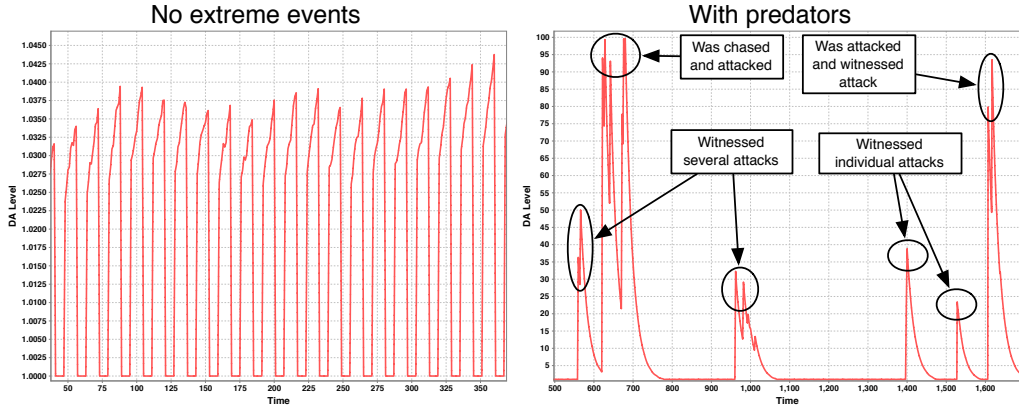 No extreme events
1.0450
1.0425
1.0400
1.0375
1.0350
1.0325
1.0300
1.0275
1.0250
1.0225
1.0200
1.0175
1.0150
1.0125
1.0100
1.0075
1.0050
1.0025
1.0000
DA Level
50 75 100 125 150 175 200 225 250 275 300 325 350
Time
With predators
100
95
90
85
80
75
70
65
60
55
50
45
40
35
30
25
20
15
10
5
DA Level
500 600 700 800 900 1,000 1,100 1,200 1,300 1,400 1,500 1,600
Time
Was chased
and attacked
Was attacked
and witnessed
attack
Witnessed
several attacks
Witnessed
individual attacks